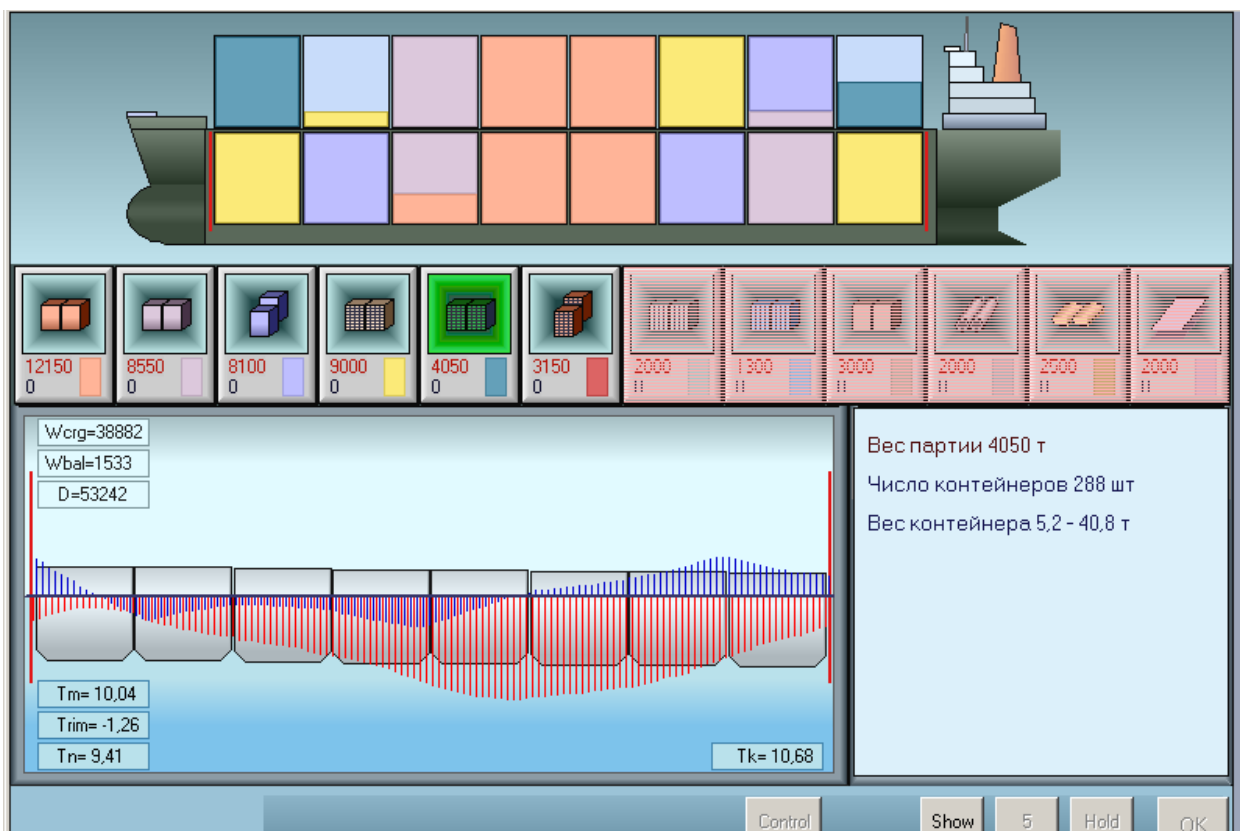 12150 8550 8100 9000 4050 3150 2000 1300 3000 2000 2500 2000
0 0 0 0 0 0
Wcrg=38882
Wbal=1533
D=53242
Tm= 10,04
Trim= -1,26
Tn= 9,41
Tk= 10,68
Вес партии 4050 т
Число контейнеров 288 шт
Вес контейнера 5,2 - 40,8 т
Control Show 5 Hold OK